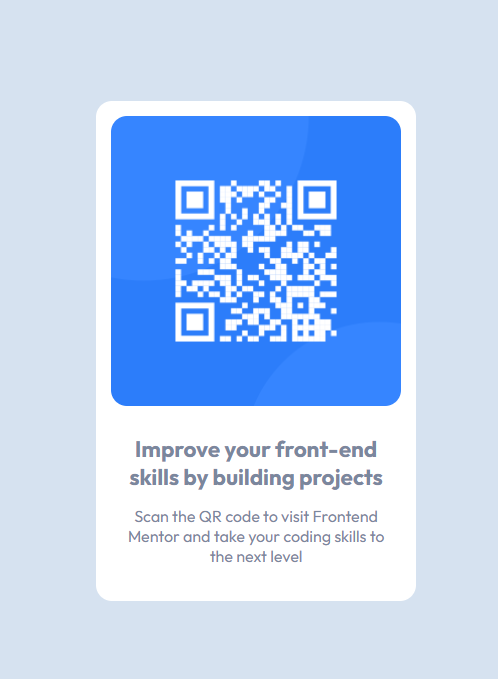 Improve your front-end
skills by building projects
Scan the QR code to visit Frontend
Mentor and take your coding skills to
the next level